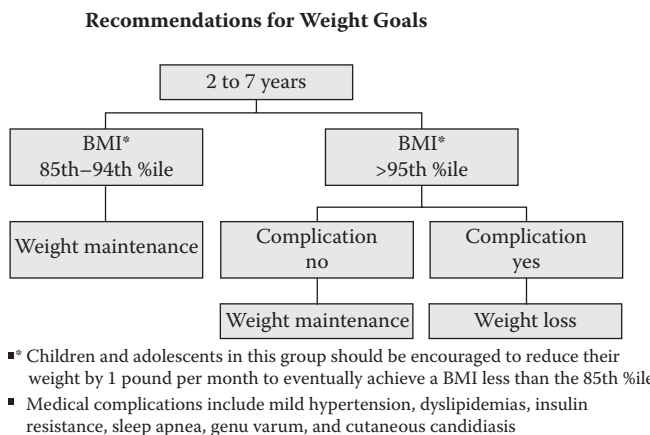 Recommendations for Weight Goals
2 to 7 years
BMI*
85th–94th %ile
BMI*
>95th %ile
Weight maintenance
Complication
no
Complication
yes
Weight maintenance
Weight loss
▪* Children and adolescents in this group should be encouraged to reduce their
weight by 1 pound per month to eventually achieve a BMI less than the 85th %ile
▪ Medical complications include mild hypertension, dyslipidemias, insulin
resistance, sleep apnea, genu varum, and cutaneous candidiasis